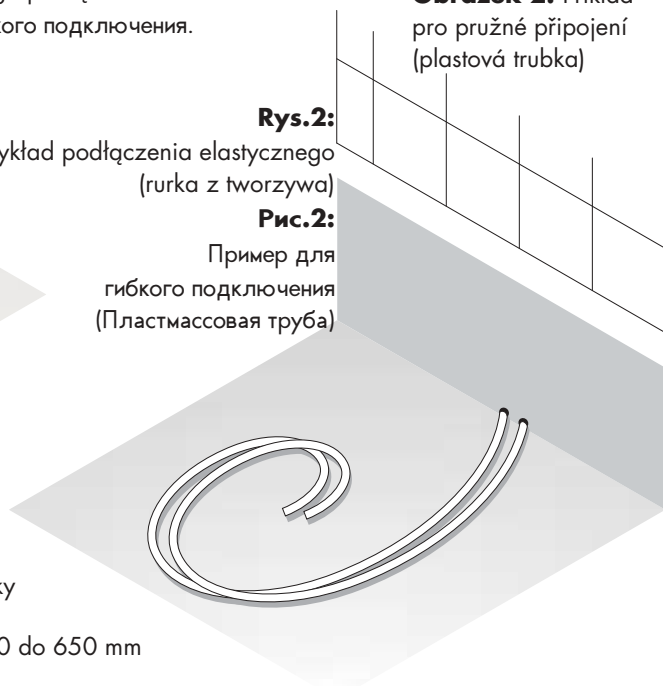 кого подключения.
Příklad
pro pružné připojení
(plastová trubka)
Rys.2:
podłączenia elastycznego
(rurka z tworzywa)
Рис.2:
Пример для
гибкого подключения
(Пластмассовая труба)
ky
0 do 650 mm